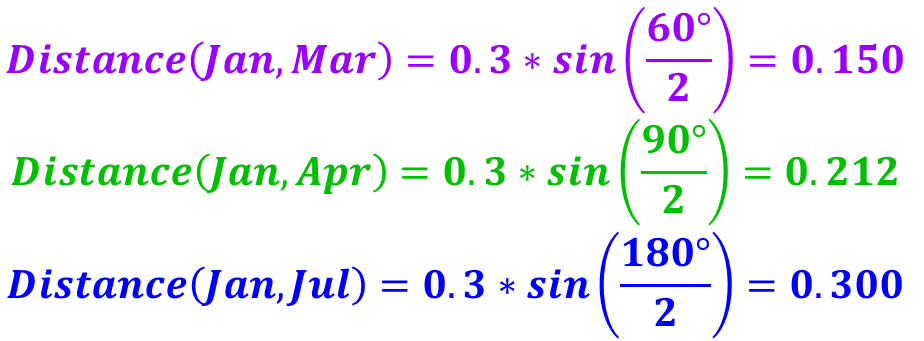 Distance(Jan, Mar) = 0.3 * sin(60°/2) = 0.150
Distance(Jan, Apr) = 0.3 * sin(90°/2) = 0.212
Distance(Jan, Jul) = 0.3 * sin(180°/2) = 0.300